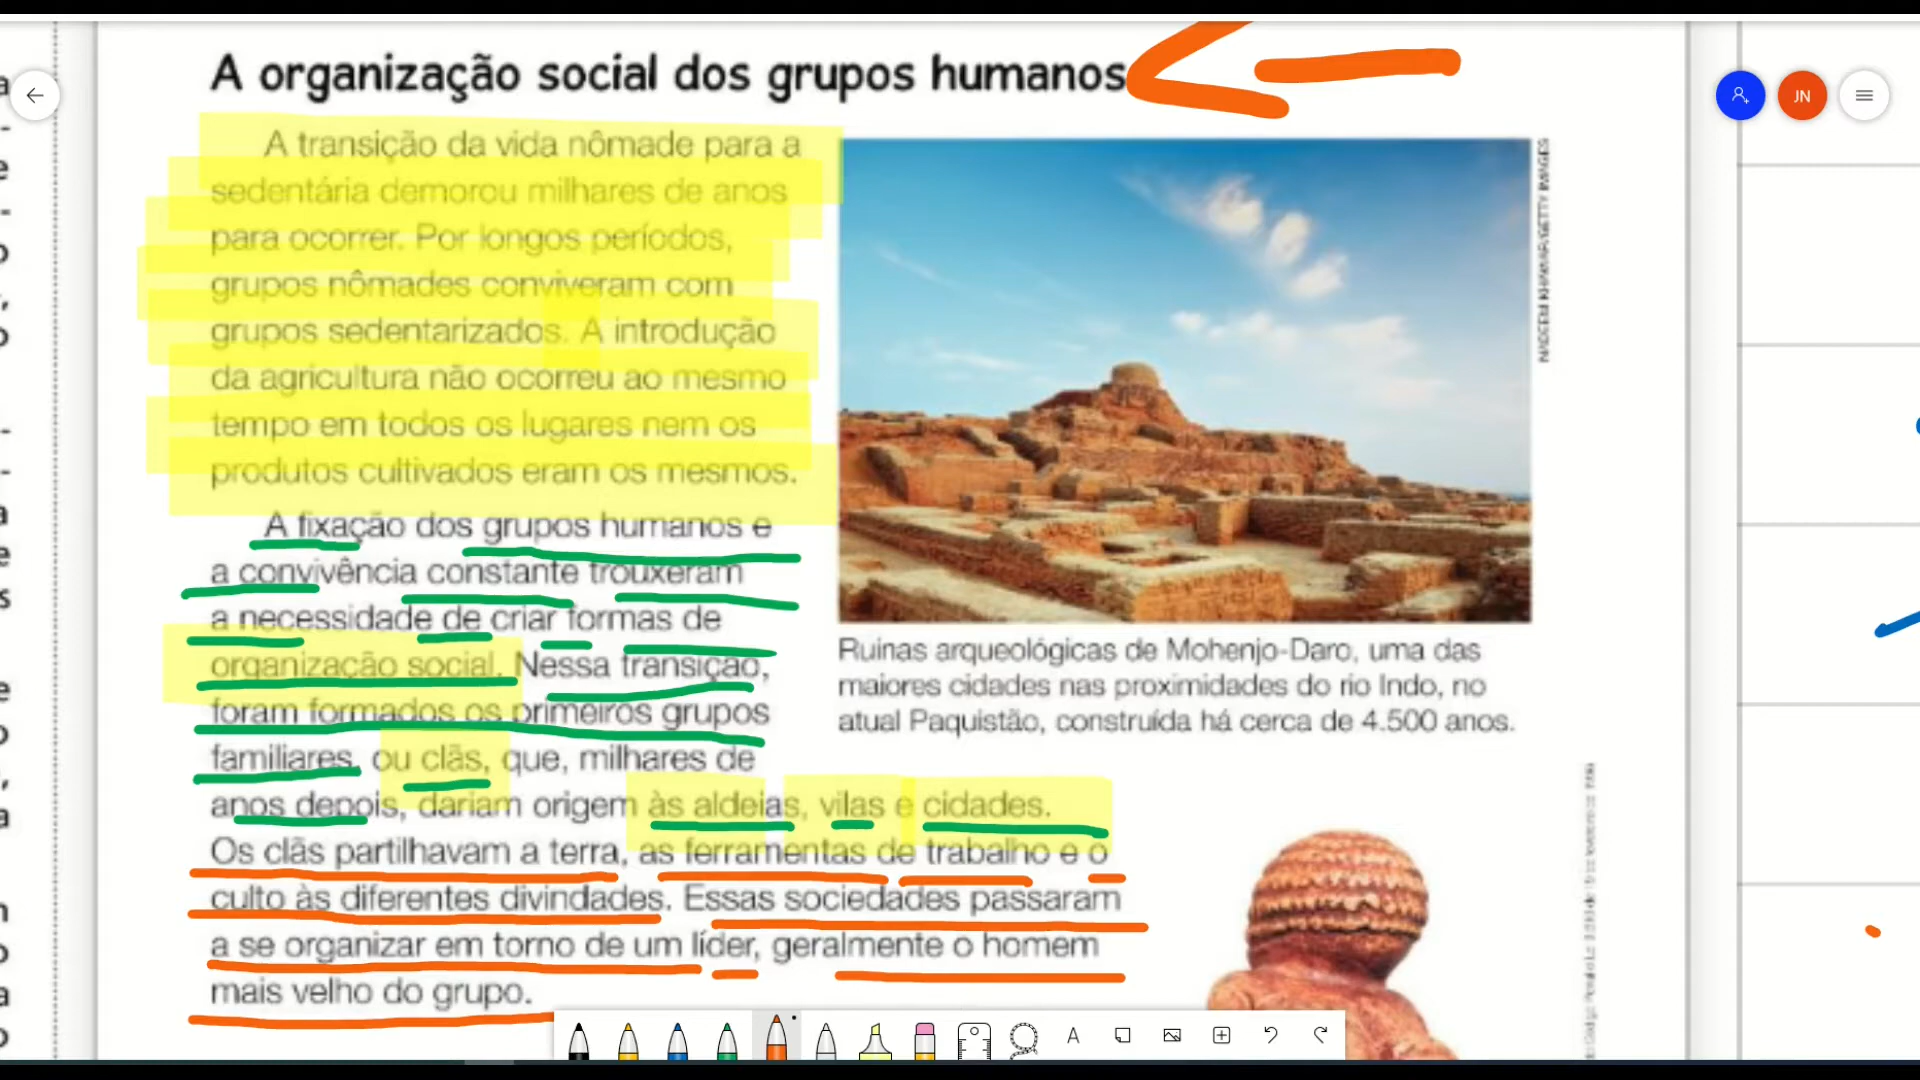 A organização social dos grupos humanos
A transição da vida nômade para a
sedentária demorou milhares de anos
para ocorrer. Por longos períodos,
grupos nômades conviveram com
grupos sedentarizados. A introdução
da agricultura não ocorreu ao mesmo
tempo em todos os lugares nem os
produtos cultivados eram os mesmos.
A fixação dos grupos humanos e
a convivência constante trouxeram
a necessidade de criar formas de
organização social. Nessa transição,
foram formados os primeiros grupos
familiares, ou clãs, que, milhares de
anos depois, dariam origem às aldeias, vilas e cidades.
Os clãs partilhavam a terra, as ferramentas de trabalho e o
culto às diferentes divindades. Essas sociedades passaram
a se organizar em torno de um líder, geralmente o homem
mais velho do grupo.
NADEEM KHAWAR/GETTY IMAGES
Ruínas arqueológicas de Mohenjo-Daro, uma das
maiores cidades nas proximidades do rio Indo, no
atual Paquistão, construída há cerca de 4.500 anos.
JN
A